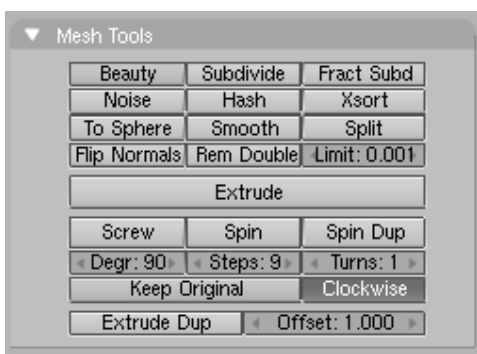 Mesh Tools
Beauty Subdivide Fract Subd
Noise Hash Xsort
To Sphere Smooth Split
Flip Normals Rem Double Limit: 0.001
Extrude
Screw Spin Spin Dup
Degr: 90 Steps: 9 Turns: 1
Keep Original Clockwise
Extrude Dup Offset: 1.000